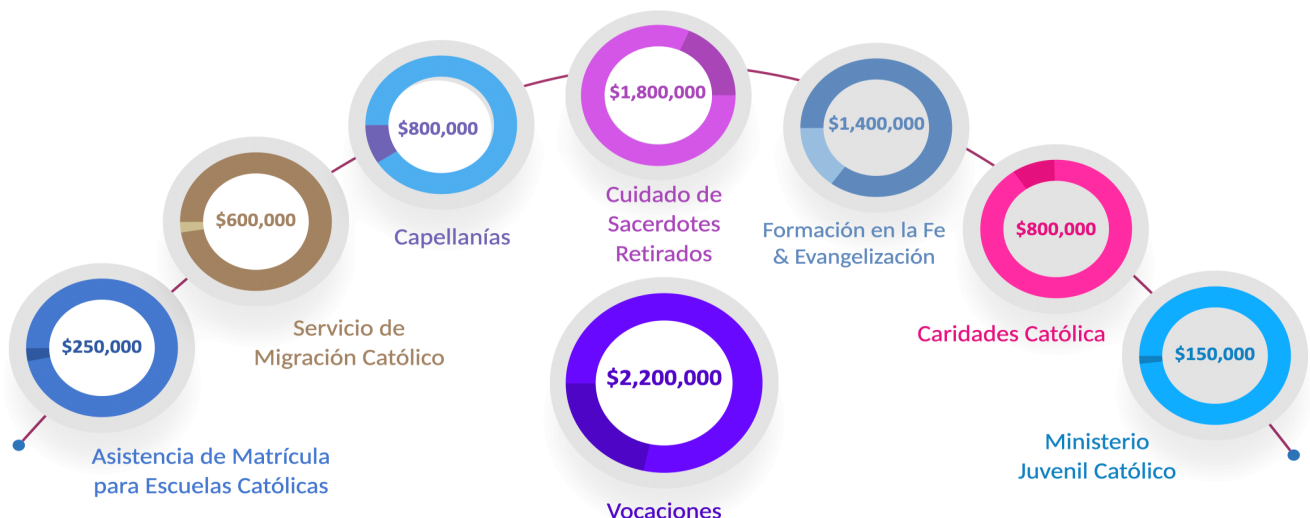 $250,000
Asistencia de Matrícula
para Escuelas Católicas
$600,000
Servicio de
Migración Católico
$800,000
Capellanías
$1,800,000
Cuidado de
Sacerdotes
Retirados
$2,200,000
Vocaciones
$1,400,000
Formación en la Fe
& Evangelización
$800,000
Caridades Católica
$150,000
Ministerio
Juvenil Católico